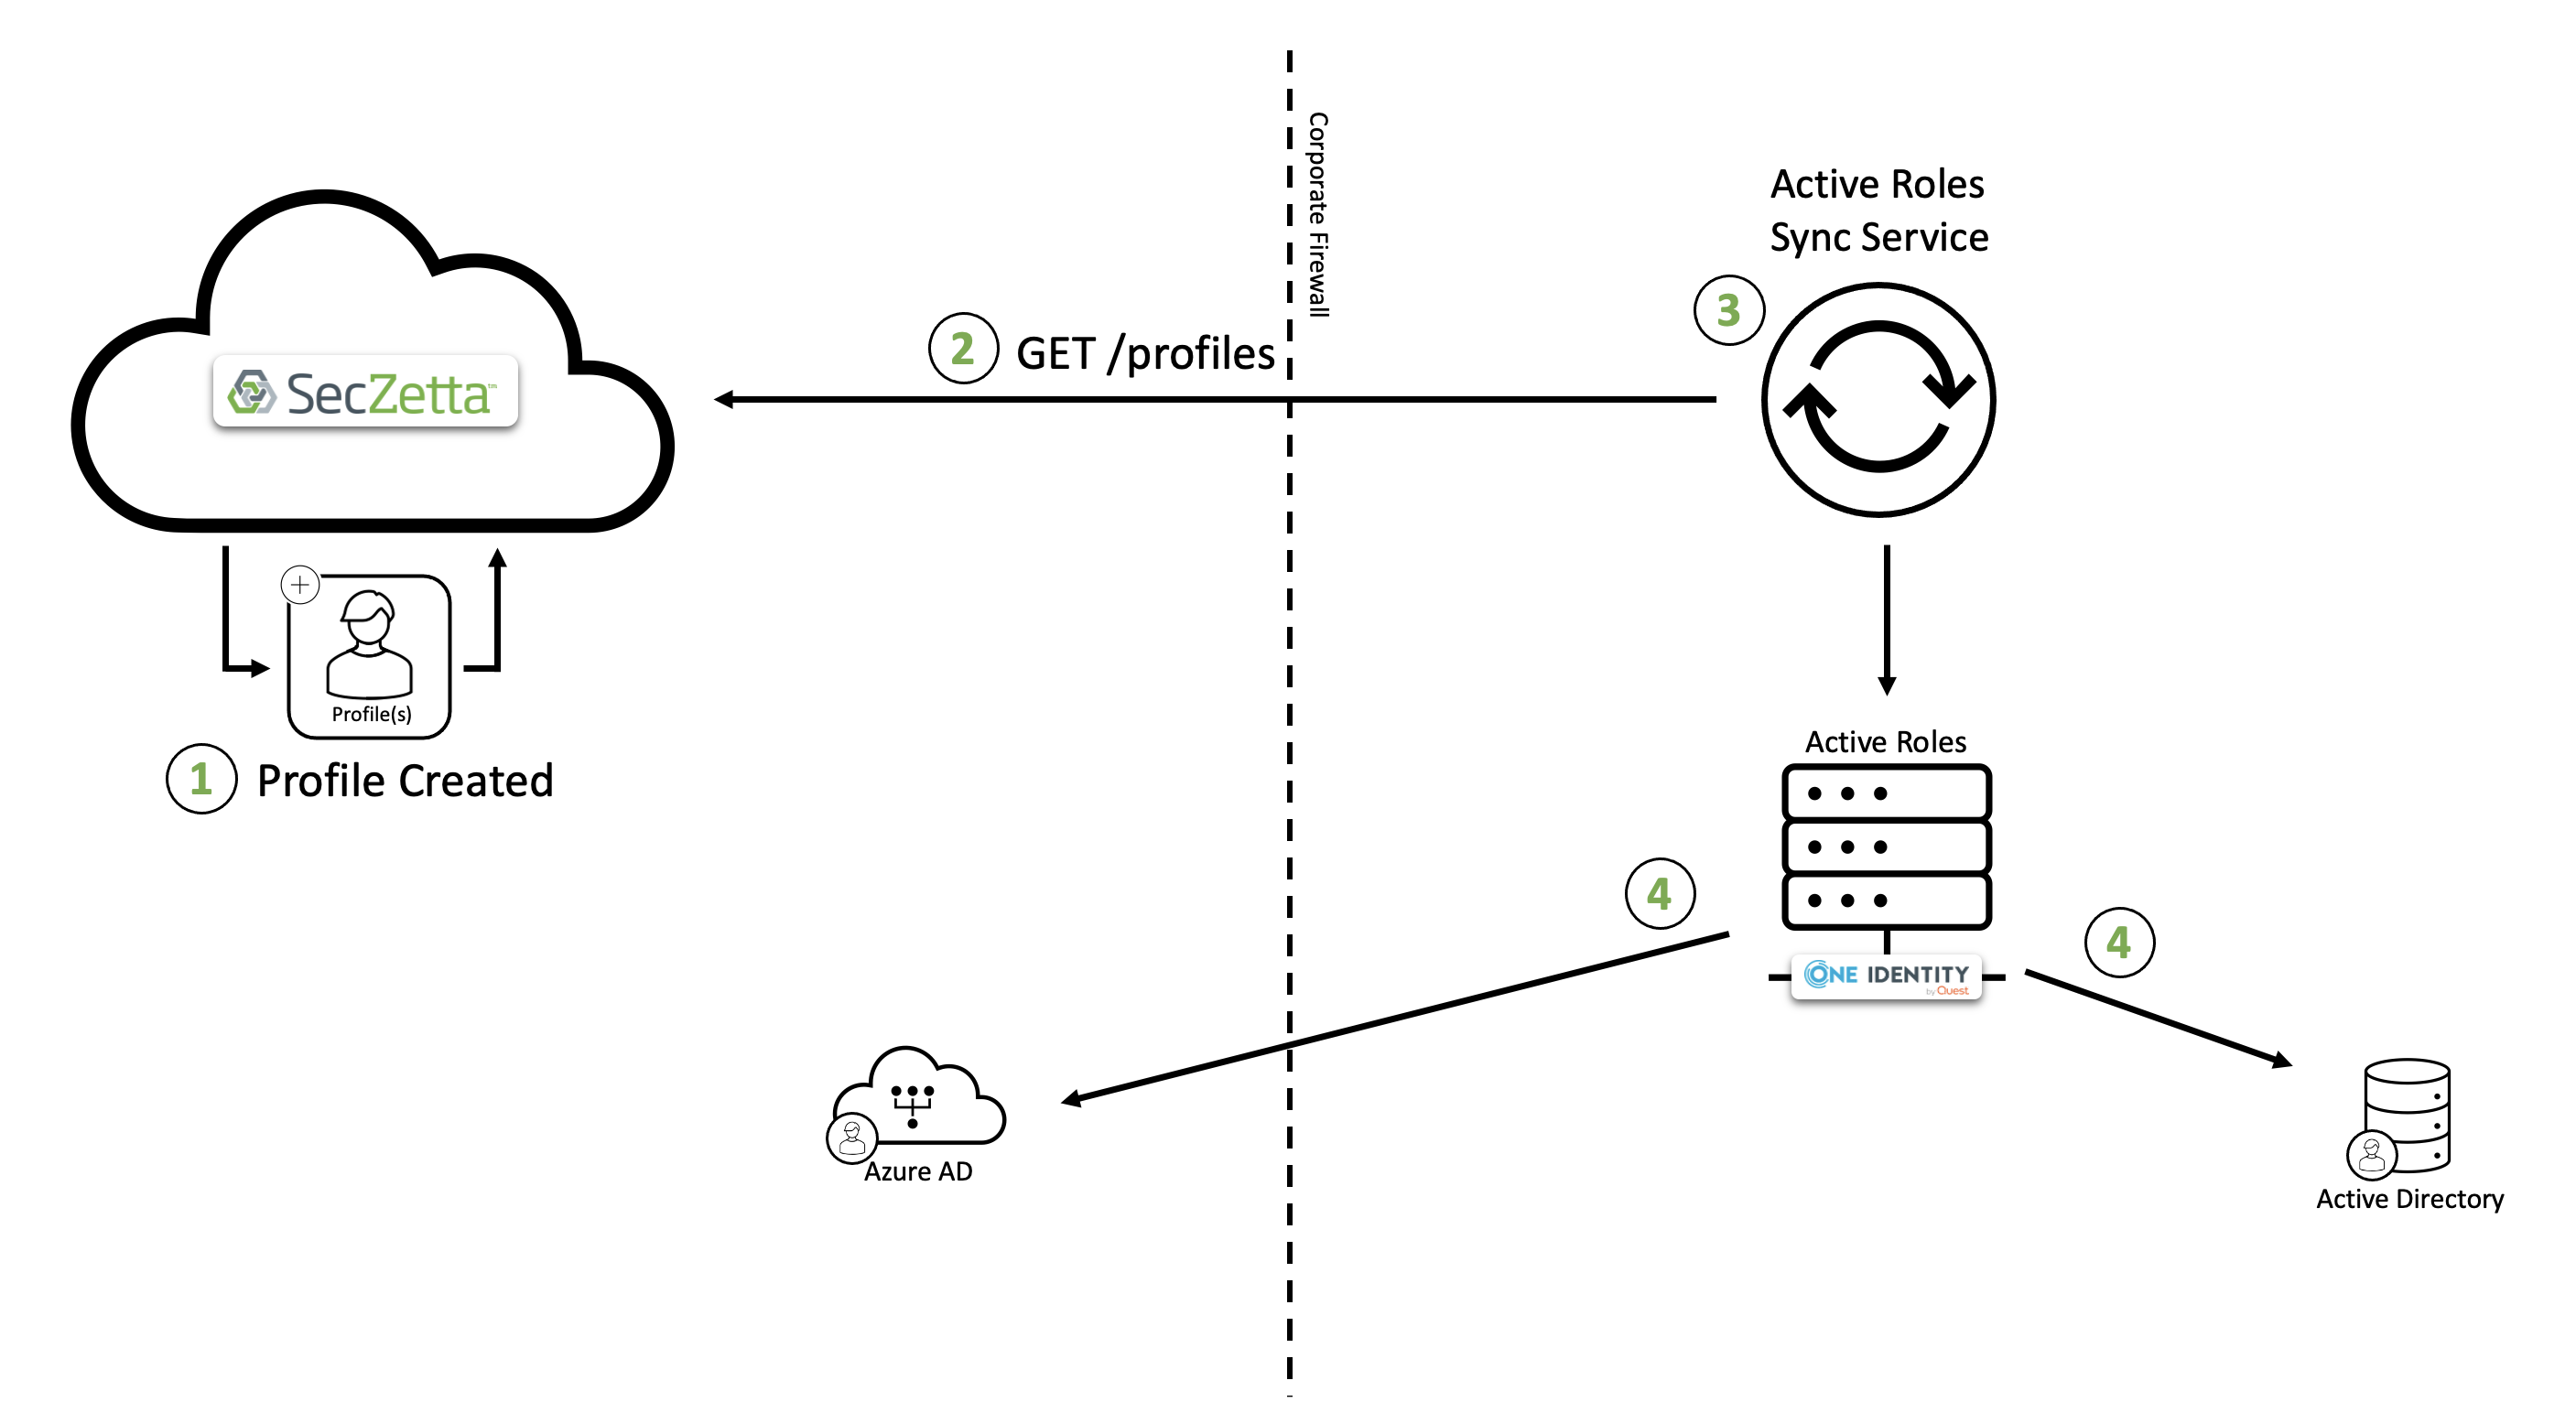 Corporate Firewall
Active Roles
Sync Service
3
2 GET /profiles
SecZetta™
Profile(s)
1 Profile Created
Active Roles
4
4
ONE IDENTITY
by Quest
Azure AD
Active Directory